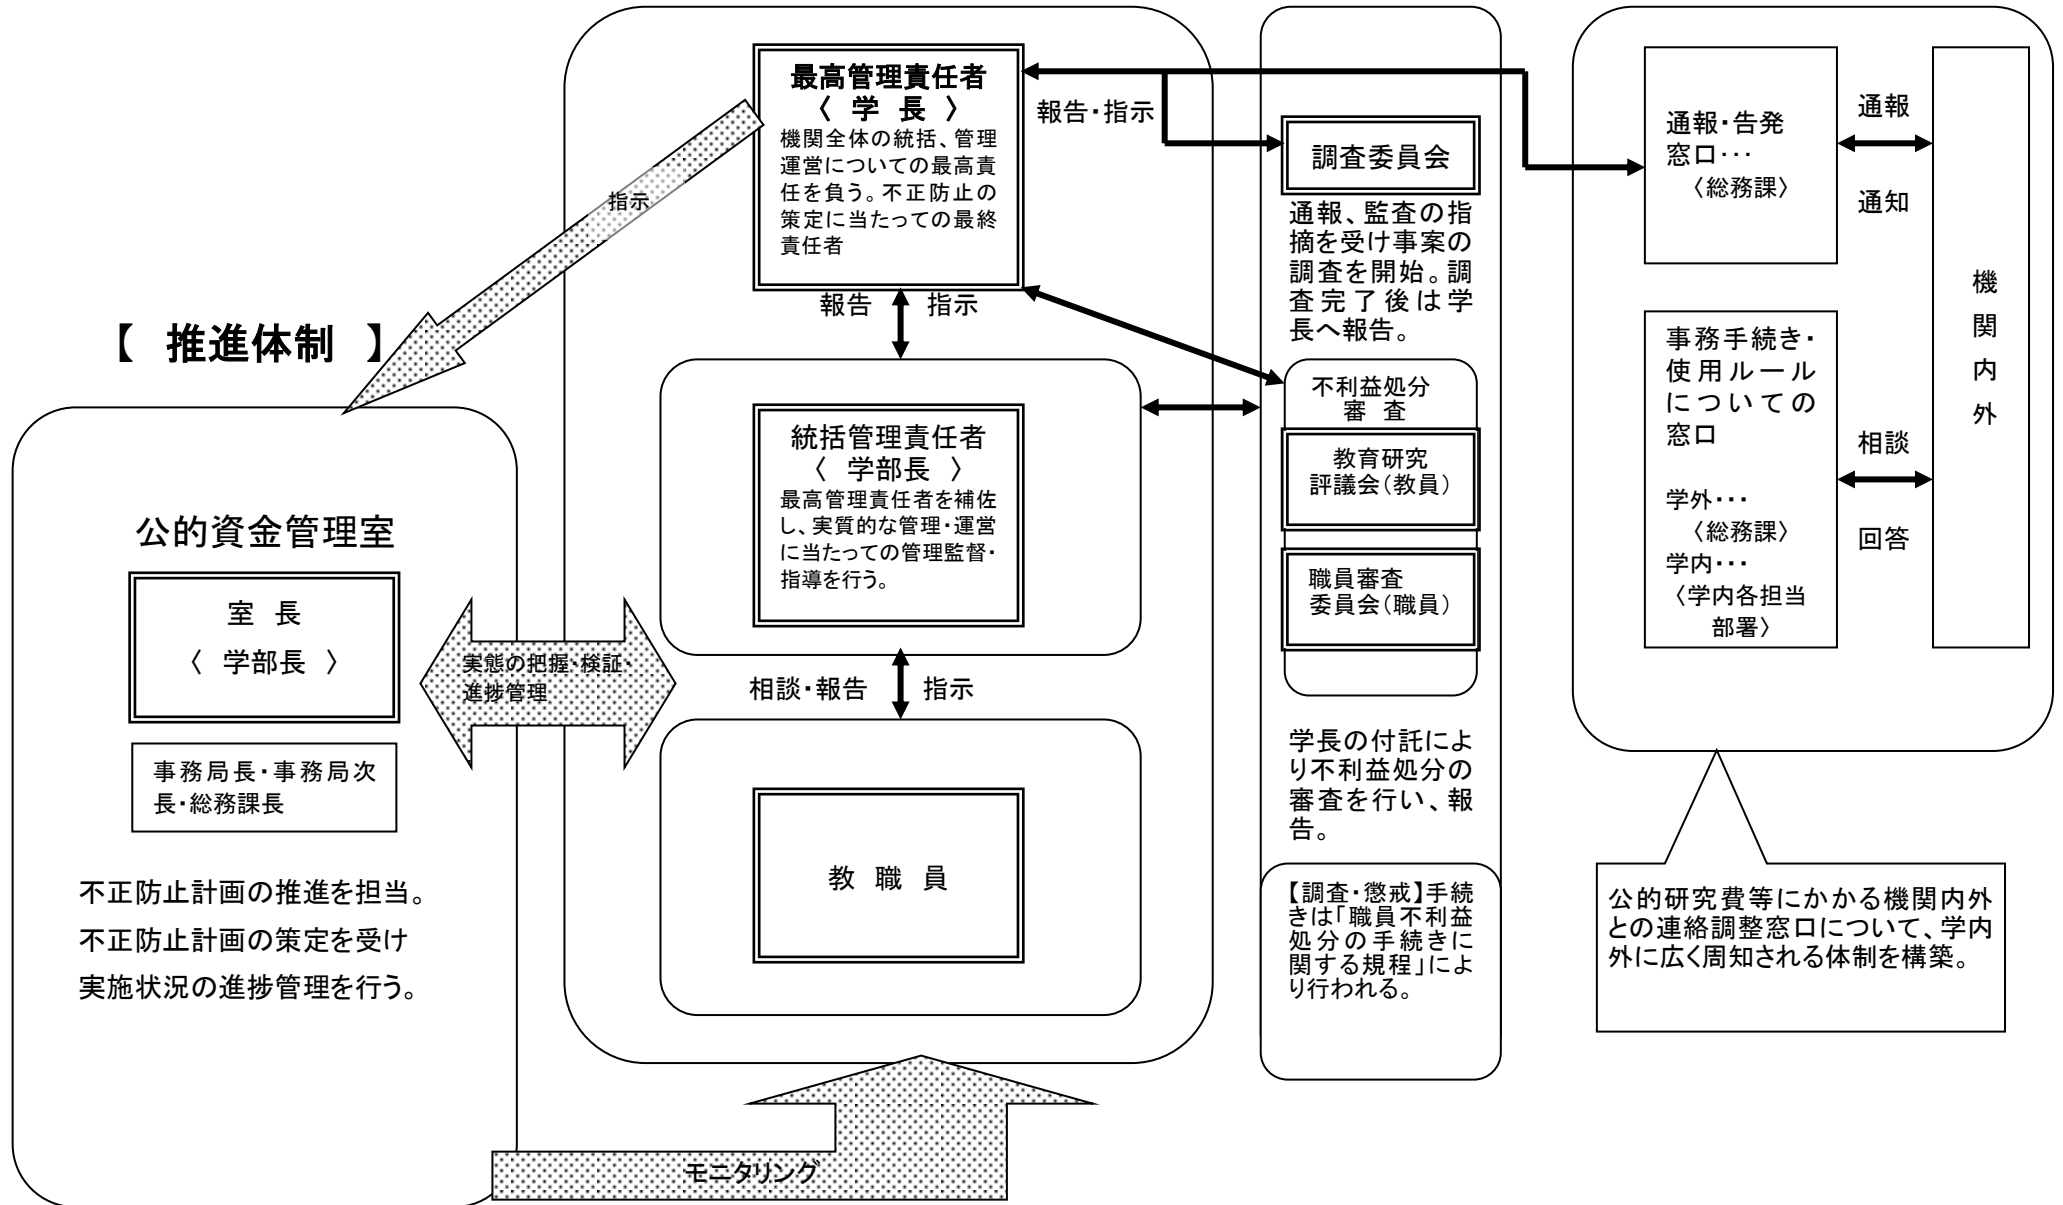 【 推進体制 】
公的資金管理室
室 長
〈 学部長 〉
事務局長・事務局次
長・総務課長
不正防止計画の推進を担当。
不正防止計画の策定を受け
実施状況の進捗管理を行う。
指示
実態の把握・検証・
進捗管理
モニタリング
最高管理責任者
〈 学 長 〉
機関全体の統括、管理
運営についての最高責
任を負う。不正防止の
策定に当たっての最終
責任者
報告 指示
統括管理責任者
〈 学部長 〉
最高管理責任者を補佐
し、実質的な管理・運営
に当たっての管理監督・
指導を行う。
相談・報告 指示
教 職 員
報告・指示
調査委員会
通報、監査の指
摘を受け事案の
調査を開始。調
査完了後は学
長へ報告。
不利益処分
審 査
教育研究
評議会（教員）
職員審査
委員会（職員）
学長の付託によ
り不利益処分の
審査を行い、報
告。
【調査・懲戒】手続
きは「職員不利益
処分の手続きに
関する規程」によ
り行われる。
通報・告発
窓口・・・
〈総務課〉
通報
通知
事務手続き・
使用ルール
についての
窓口
学外・・・
〈総務課〉
学内・・・
〈学内各担当
部署〉
相談
回答
機
関
内
外
公的研究費等にかかる機関内外
との連絡調整窓口について、学内
外に広く周知される体制を構築。